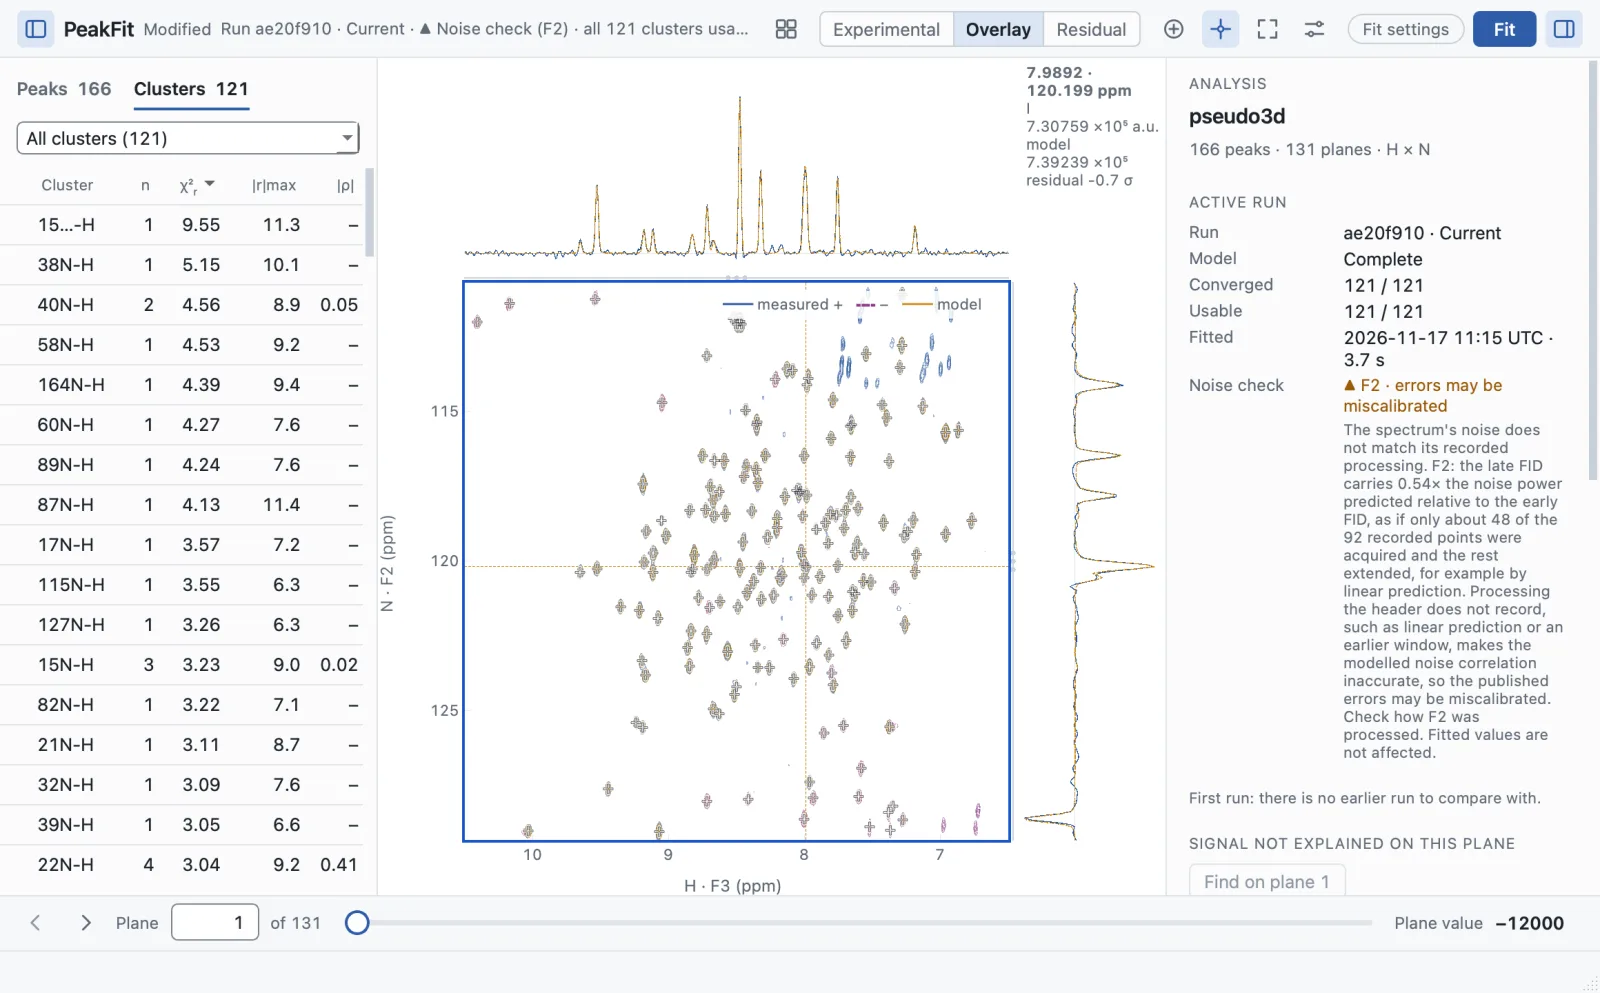 PeakFit Modified Run ae20f910 · Current · ▲ Noise check (F2) · all 121 clusters usa... Experimental Overlay Residual Fit settings Fit
Peaks 166 Clusters 121
All clusters (121)
Cluster n χ²r |r|max |ρ|
15...-H 1 9.55 11.3 –
38N-H 1 5.15 10.1 –
40N-H 2 4.56 8.9 0.05
58N-H 1 4.53 9.2 –
164N-H 1 4.39 9.4 –
60N-H 1 4.27 7.6 –
89N-H 1 4.24 7.6 –
87N-H 1 4.13 11.4 –
17N-H 1 3.57 7.2 –
115N-H 1 3.55 6.3 –
127N-H 1 3.26 6.3 –
15N-H 3 3.23 9.0 0.02
82N-H 1 3.22 7.1 –
21N-H 1 3.11 8.7 –
32N-H 1 3.09 7.6 –
39N-H 1 3.05 6.6 –
22N-H 4 3.04 9.2 0.41
7.9892 ·
120.199 ppm
I
7.30759 ×10⁵ a.u.
model
7.39239 ×10⁵
residual -0.7 σ
measured + – model
115
120
125
N · F2 (ppm)
10 9 8 7
H · F3 (ppm)
ANALYSIS
pseudo3d
166 peaks · 131 planes · H × N
ACTIVE RUN
Run ae20f910 · Current
Model Complete
Converged 121 / 121
Usable 121 / 121
Fitted 2026-11-17 11:15 UTC ·
3.7 s
Noise check ▲ F2 · errors may be
miscalibrated
The spectrum's noise does
not match its recorded
processing. F2: the late FID
carries 0.54× the noise power
predicted relative to the early
FID, as if only about 48 of the
92 recorded points were
acquired and the rest
extended, for example by
linear prediction. Processing
the header does not record,
such as linear prediction or an
earlier window, makes the
modelled noise correlation
inaccurate, so the published
errors may be miscalibrated.
Check how F2 was
processed. Fitted values are
not affected.
First run: there is no earlier run to compare with.
SIGNAL NOT EXPLAINED ON THIS PLANE
Find on plane 1
Plane 1 of 131 Plane value −12000